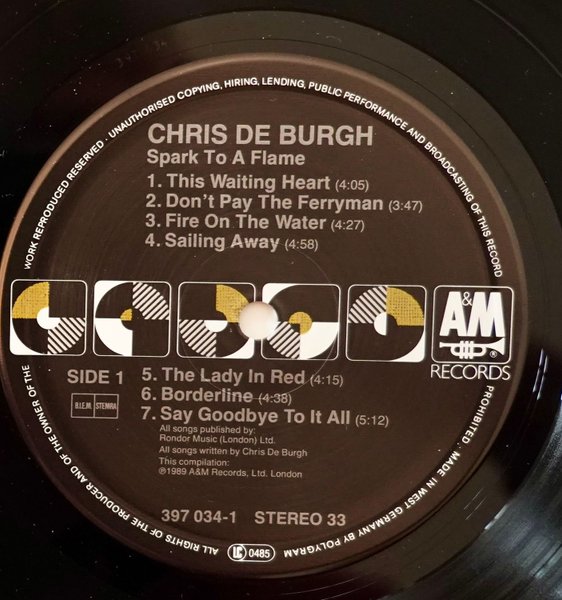 WORK REPRODUCED RESERVED · UNAUTHORISED COPYING, HIRING, LENDING, PUBLIC PERFORMANCE AND BROADCASTING OF THIS RECORD PROHIBITED · MADE IN WEST GERMANY BY POLYGRAM
CHRIS DE BURGH
Spark To A Flame
1. This Waiting Heart (4:05)
2. Don't Pay The Ferryman (3:47)
3. Fire On The Water (4:27)
4. Sailing Away (4:58)
A&M
RECORDS
SIDE 1
B.I.E.M. STEMRA
5. The Lady In Red (4:15)
6. Borderline (4:38)
7. Say Goodbye To It All (5:12)
All songs published by:
Rondor Music (London) Ltd.
All songs written by Chris De Burgh
This compilation:
℗1989 A&M Records, Ltd. London
397 034-1 STEREO 33
ALL RIGHTS OF THE PRODUCER AND OF THE OWNER OF THE
LC 0485